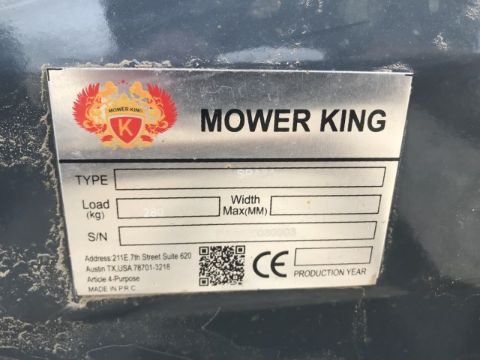 MOWER KING
K
MOWER KING
TYPE
Load
(kg)
280
Width
Max(MM)
S/N
Address:211E.7th Street Suite 620
Austin TX,USA 78701-3218
Article 4-Purpose
MADE IN P.R.C.
CE
PRODUCTION YEAR